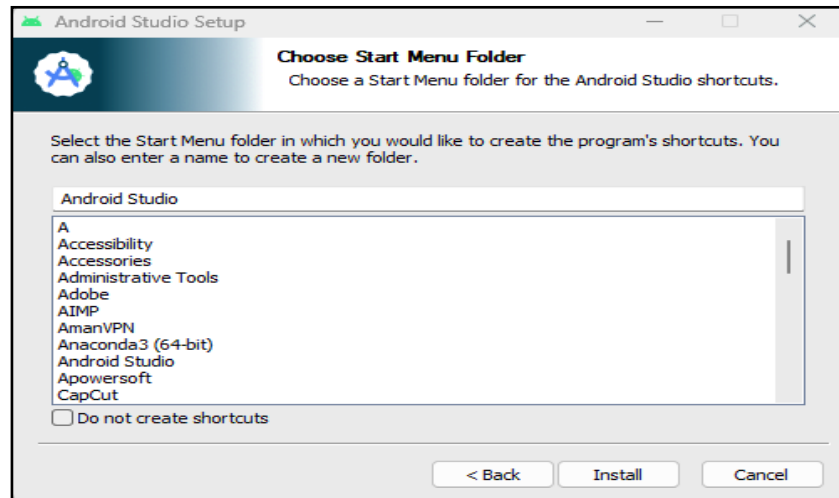 Android Studio Setup
Choose Start Menu Folder
Choose a Start Menu folder for the Android Studio shortcuts.
Select the Start Menu folder in which you would like to create the program's shortcuts. You
can also enter a name to create a new folder.
Android Studio
A
Accessibility
Accessories
Administrative Tools
Adobe
AIMP
AmanVPN
Anaconda3 (64-bit)
Android Studio
Apowersoft
CapCut
Do not create shortcuts
< Back
Install
Cancel